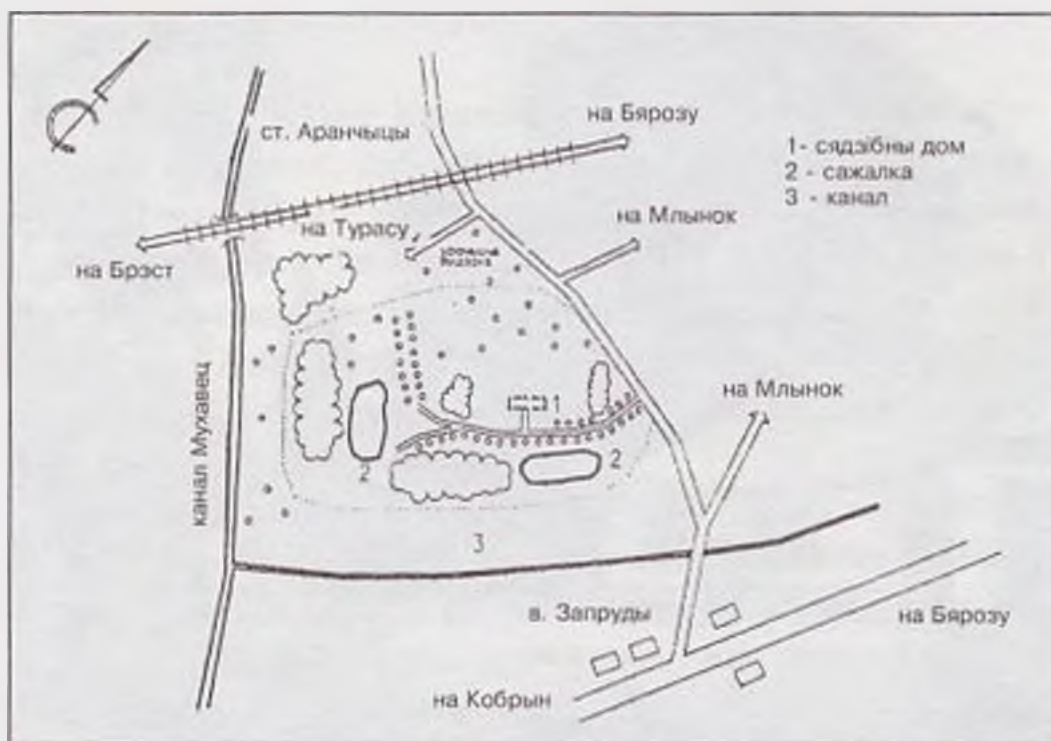 на Бярозу
ст. Аранчыцы
1- сядзібны дом
2 - сажалка
3 - канал
на Млынок
на Турасу
на Брэст
канал Мухавец
на Млынок
1
2
2
3
в. Запруды
на Бярозу
на Кобрын